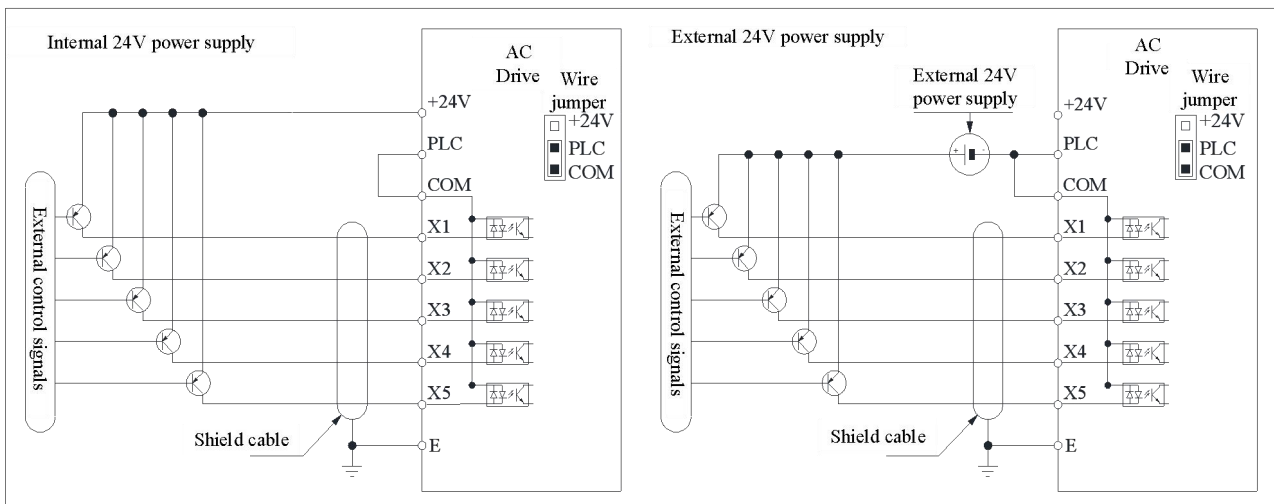 Internal 24V power supply
AC
Drive
Wire
jumper
+24V
PLC
COM
+24V
PLC
COM
X1
X2
X3
X4
X5
E
External control signals
Shield cable
External 24V power supply
External 24V
power supply
+ -
AC
Drive
Wire
jumper
+24V
PLC
COM
+24V
PLC
COM
X1
X2
X3
X4
X5
E
External control signals
Shield cable